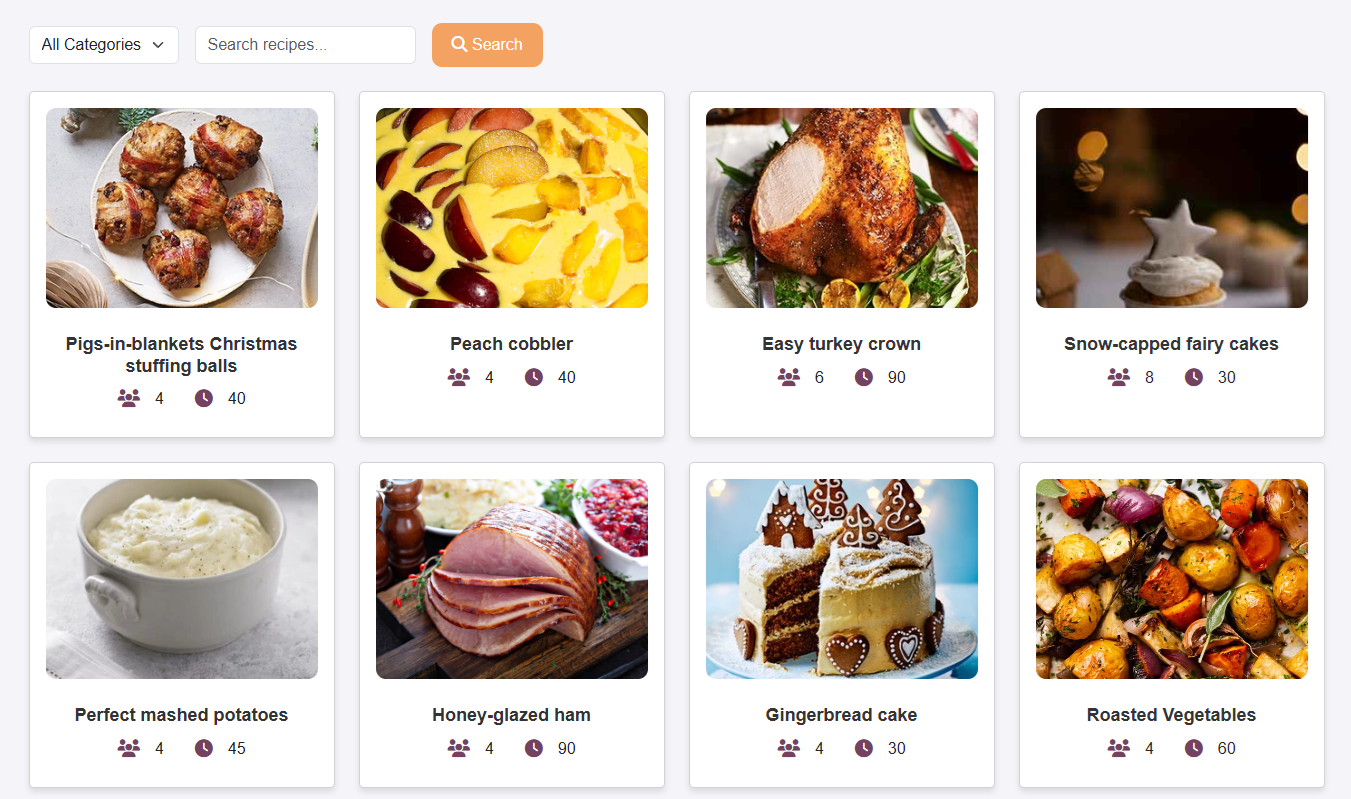 All Categories Search recipes... Search
Pigs-in-blankets Christmas
stuffing balls
4 40
Peach cobbler
4 40
Easy turkey crown
6 90
Snow-capped fairy cakes
8 30
Perfect mashed potatoes
4 45
Honey-glazed ham
4 90
Gingerbread cake
4 30
Roasted Vegetables
4 60